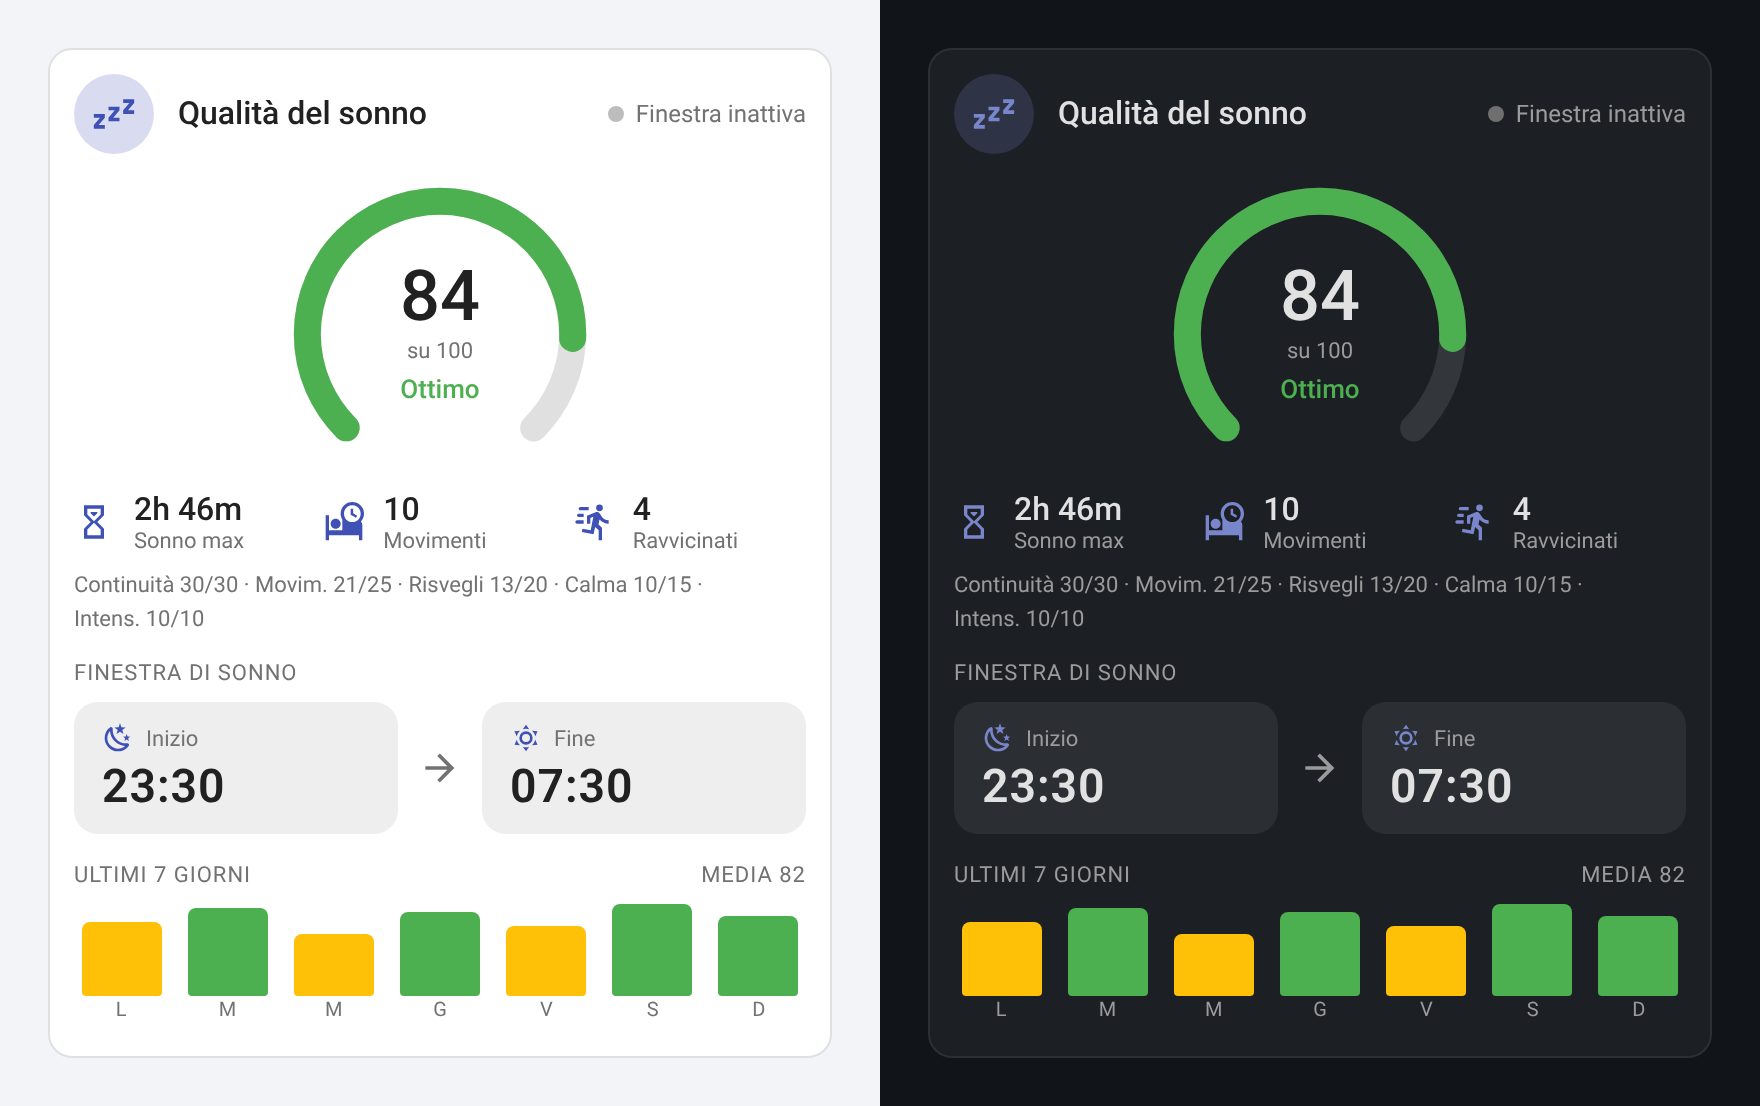 zzz
Qualità del sonno
Finestra inattiva
84
su 100
Ottimo
2h 46m
Sonno max
10
Movimenti
4
Ravvicinati
Continuità 30/30 · Movim. 21/25 · Risvegli 13/20 · Calma 10/15 ·
Intens. 10/10
FINESTRA DI SONNO
Inizio
23:30
Fine
07:30
ULTIMI 7 GIORNI
MEDIA 82
L M M G V S D
zzz
Qualità del sonno
Finestra inattiva
84
su 100
Ottimo
2h 46m
Sonno max
10
Movimenti
4
Ravvicinati
Continuità 30/30 · Movim. 21/25 · Risvegli 13/20 · Calma 10/15 ·
Intens. 10/10
FINESTRA DI SONNO
Inizio
23:30
Fine
07:30
ULTIMI 7 GIORNI
MEDIA 82
L M M G V S D